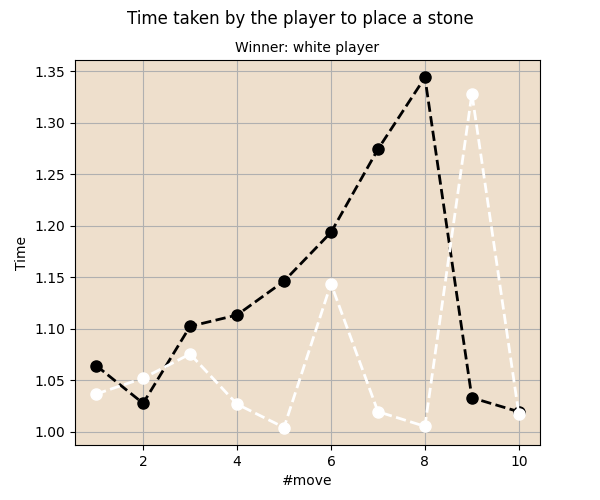 Time taken by the player to place a stone
Winner: white player
1.35
1.30
1.25
1.20
1.15
1.10
1.05
1.00
Time
2 4 6 8 10
#move